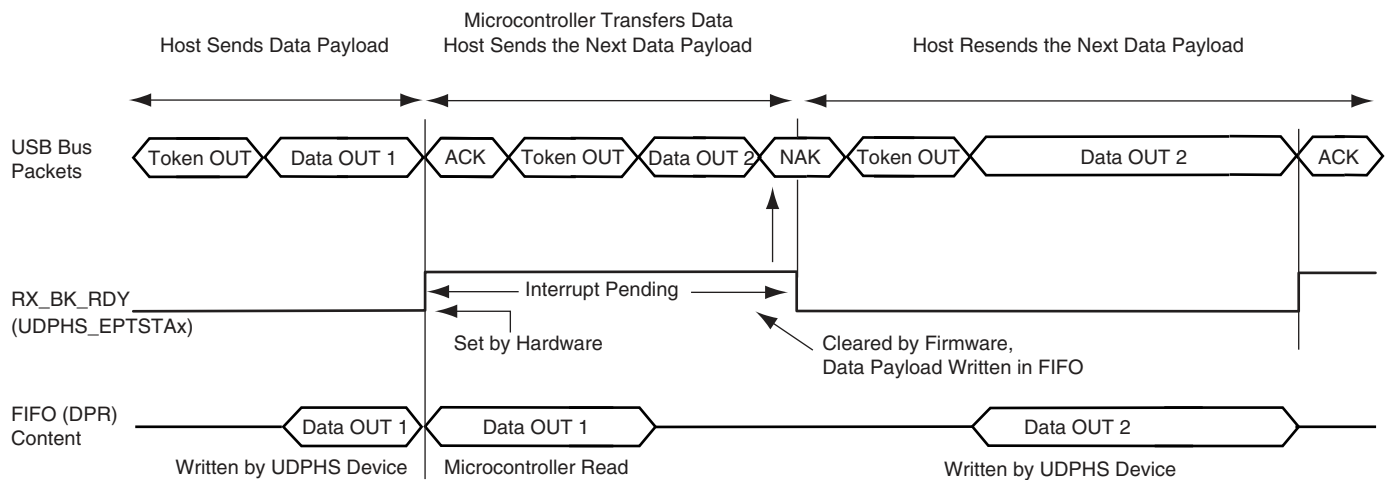 Microcontroller Transfers Data
Host Sends Data Payload
Host Sends the Next Data Payload
Host Resends the Next Data Payload
USB Bus
Packets
Token OUT
Data OUT 1
ACK
Token OUT
Data OUT 2
NAK
Token OUT
Data OUT 2
ACK
RX_BK_RDY
(UDPHS_EPTSTAx)
Interrupt Pending
Set by Hardware
Cleared by Firmware,
Data Payload Written in FIFO
FIFO (DPR)
Content
Data OUT 1
Data OUT 1
Data OUT 2
Written by UDPHS Device
Microcontroller Read
Written by UDPHS Device